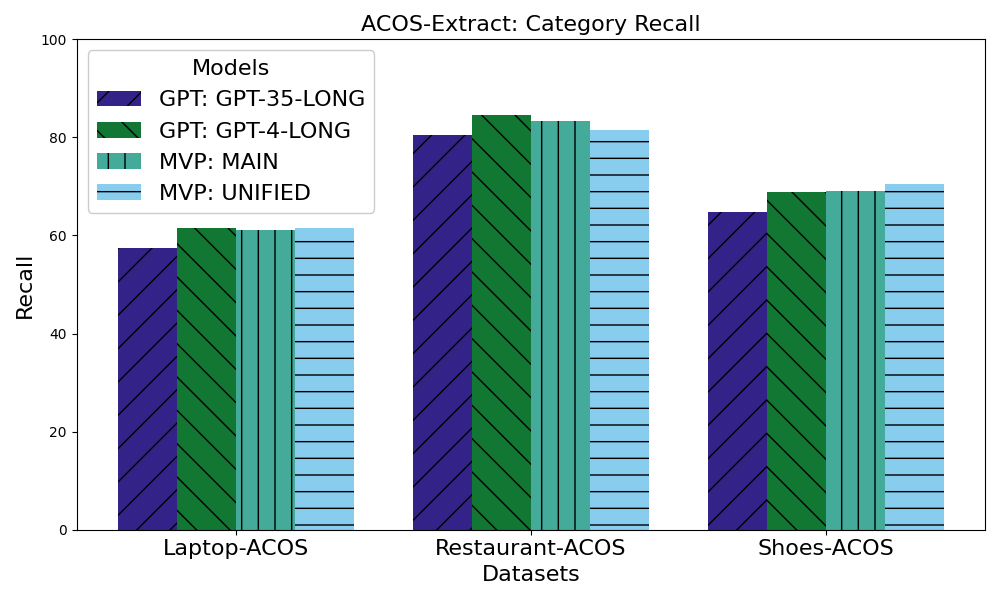 ACOS-Extract: Category Recall
100
80
60
40
20
0
Recall
Models
GPT: GPT-35-LONG
GPT: GPT-4-LONG
MVP: MAIN
MVP: UNIFIED
Laptop-ACOS
Restaurant-ACOS
Shoes-ACOS
Datasets